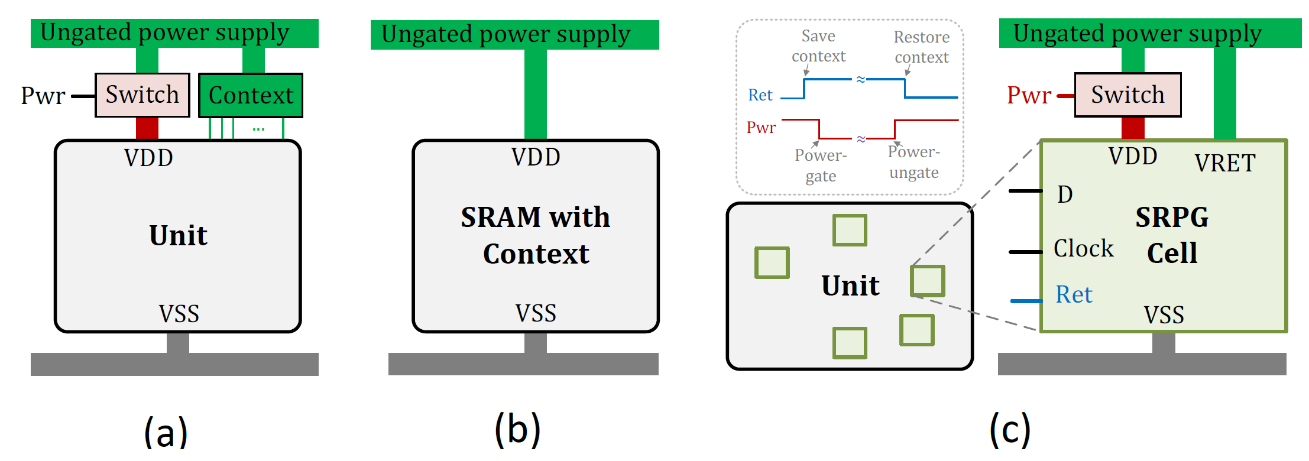 Ungated power supply
Pwr
Switch
Context
...
VDD
Unit
VSS
(a)
Ungated power supply
VDD
SRAM with
Context
VSS
(b)
Save
context
Restore
context
Ret
≈
Pwr
≈
Power-
gate
Power-
ungate
Unit
Ungated power supply
Pwr
Switch
VDD
VRET
D
SRPG
Cell
Clock
Ret
VSS
(c)